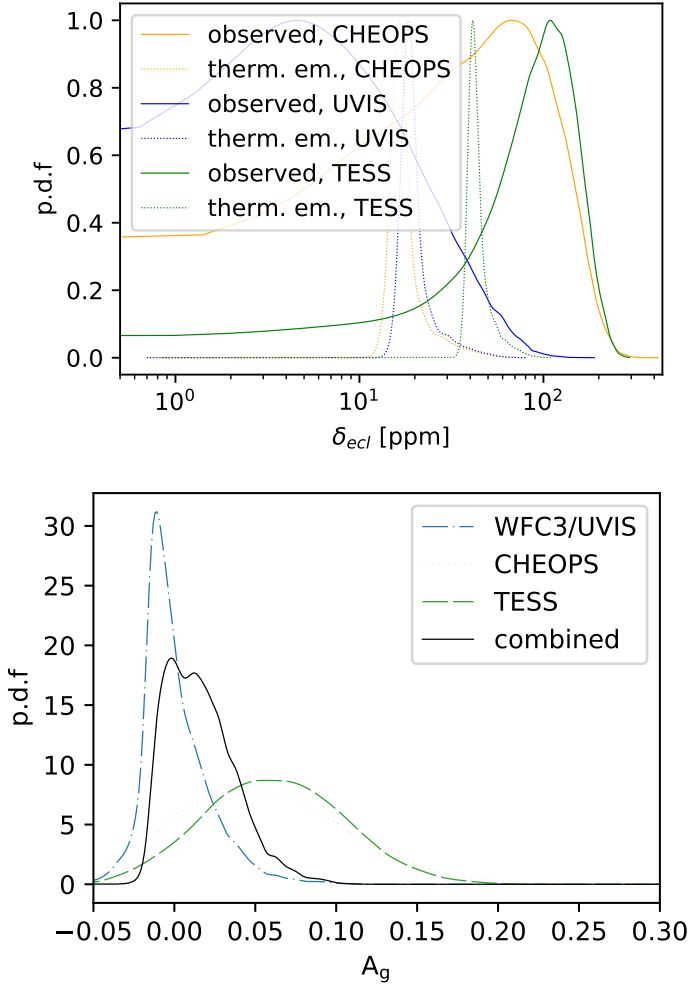 1.0
0.8
0.6
0.4
0.2
0.0
p.d.f
observed, CHEOPS
therm. em., CHEOPS
observed, UVIS
therm. em., UVIS
observed, TESS
therm. em., TESS
10⁰ 10¹ 10²
δ_ecl [ppm]
30
25
20
15
10
5
0
p.d.f
WFC3/UVIS
CHEOPS
TESS
combined
−0.05 0.00 0.05 0.10 0.15 0.20 0.25 0.30
A_g